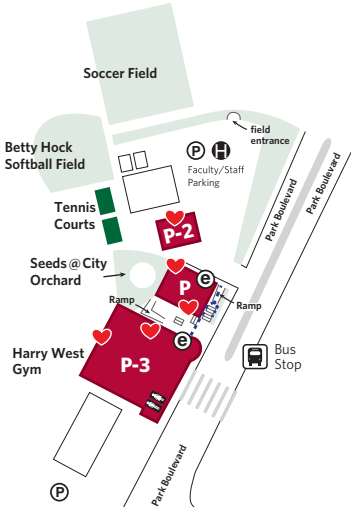 Soccer Field
Betty Hock
Softball Field
field
entrance
P H
Faculty/Staff
Parking
Park Boulevard
Park Boulevard
Tennis
Courts
P-2
Seeds@City
Orchard
e
P
Ramp
Ramp
Harry West
Gym
e
P-3
Bus
Stop
P
Park Boulevard